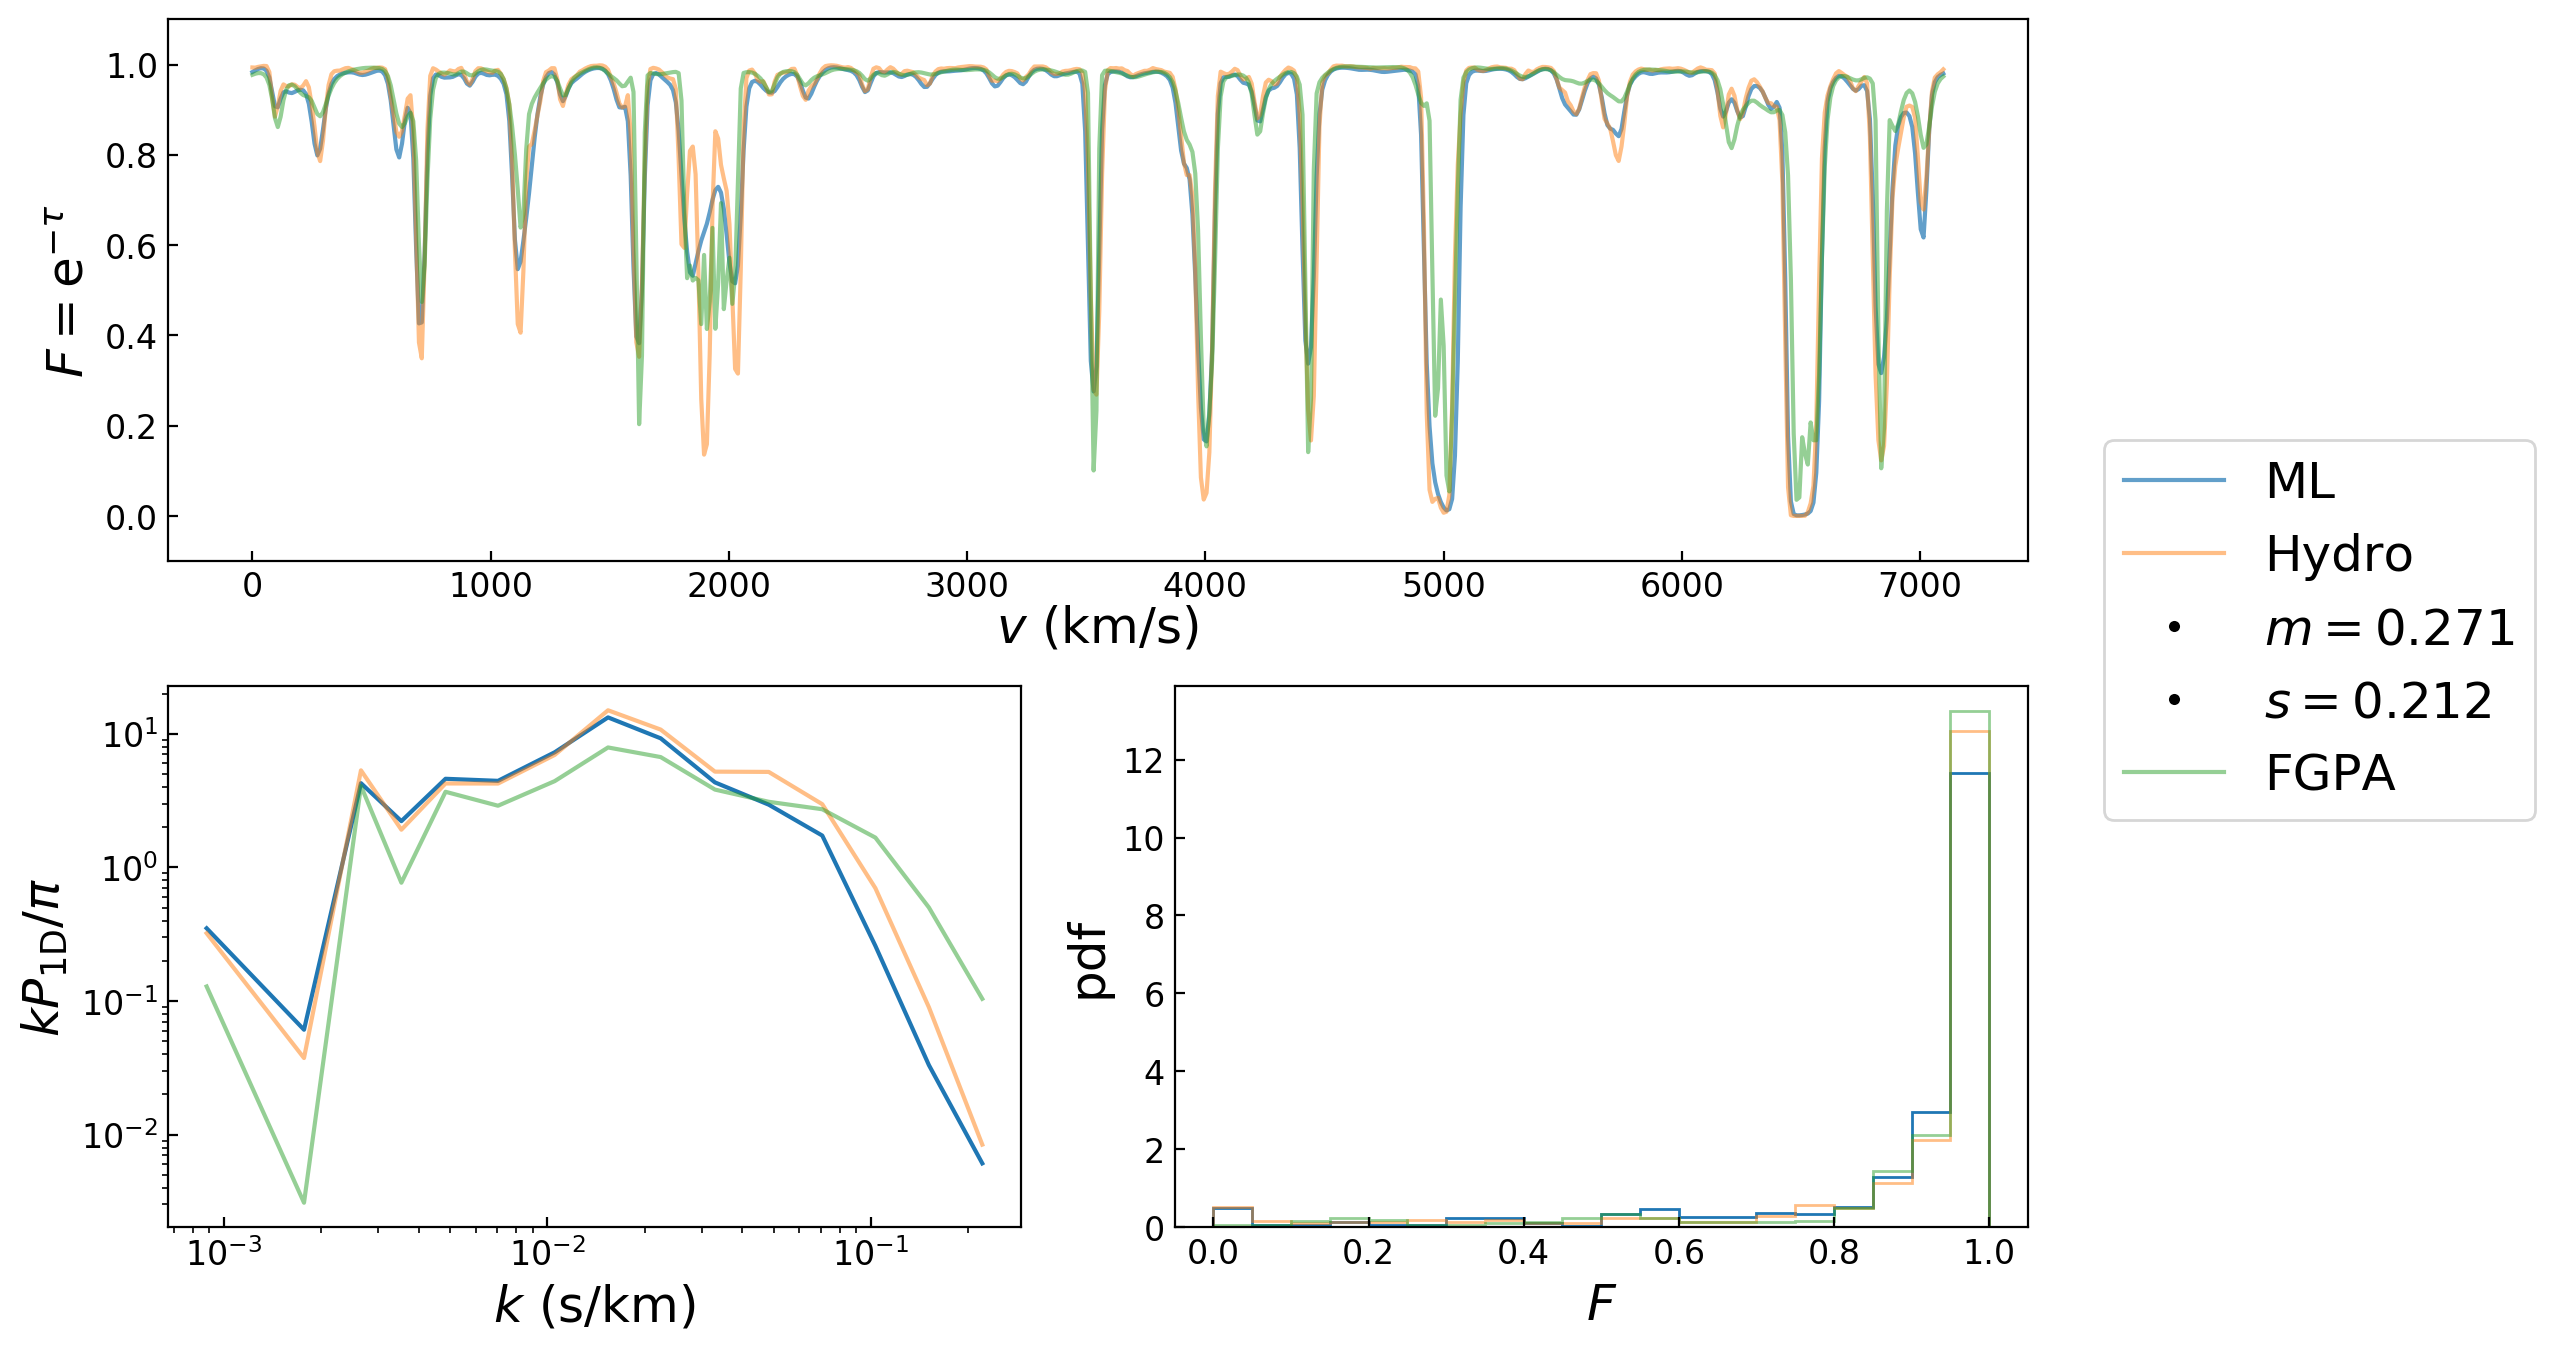 1.0
0.8
0.6
0.4
0.2
0.0
F = e^{−τ}
0 1000 2000 3000 4000 5000 6000 7000
v (km/s)
ML
Hydro
m = 0.271
s = 0.212
FGPA
10^1
10^0
10^{−1}
10^{−2}
kP_{1D}/π
10^{−3} 10^{−2} 10^{−1}
k (s/km)
12
10
8
6
4
2
0
pdf
0.0 0.2 0.4 0.6 0.8 1.0
F